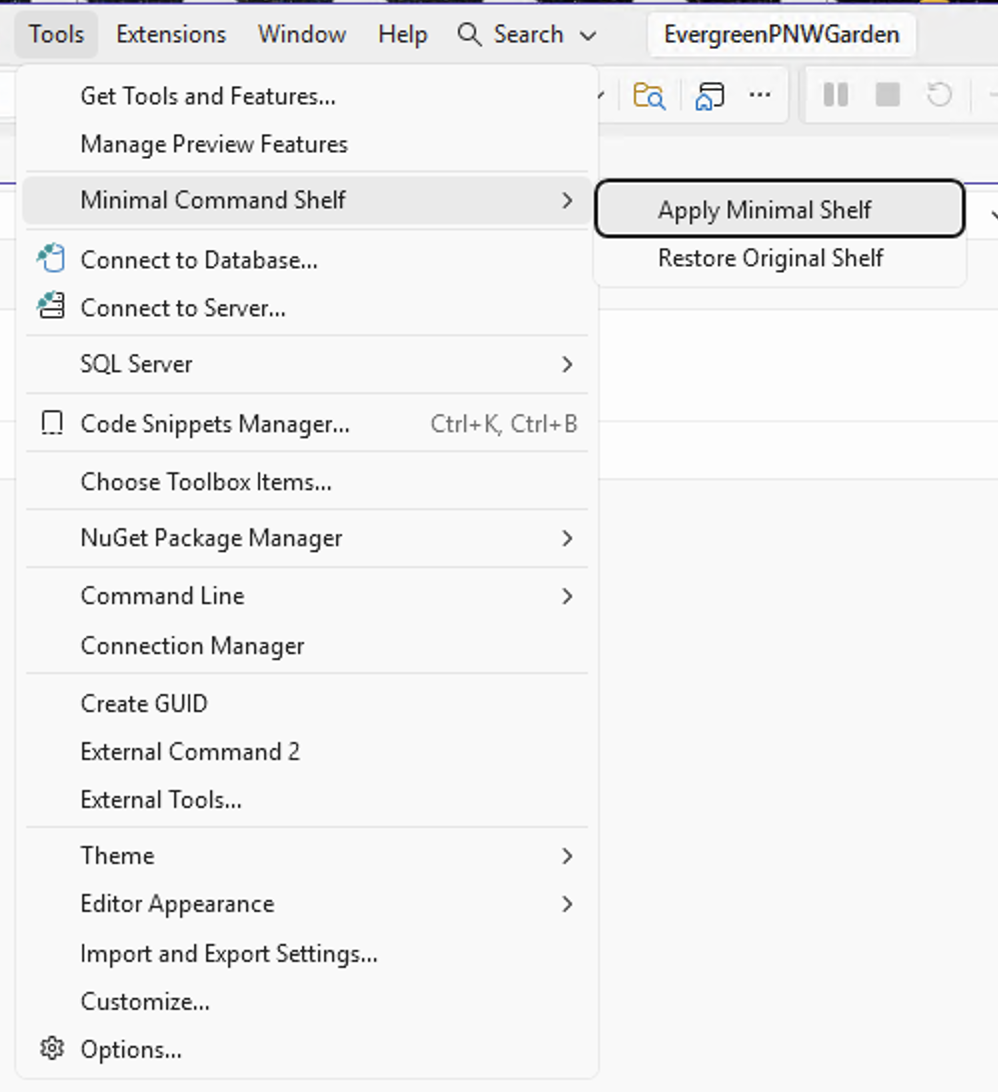 Tools Extensions Window Help Search EvergreenPNWGarden
Get Tools and Features...
Manage Preview Features
Minimal Command Shelf
Apply Minimal Shelf
Restore Original Shelf
Connect to Database...
Connect to Server...
SQL Server
Code Snippets Manager... Ctrl+K, Ctrl+B
Choose Toolbox Items...
NuGet Package Manager
Command Line
Connection Manager
Create GUID
External Command 2
External Tools...
Theme
Editor Appearance
Import and Export Settings...
Customize...
Options...